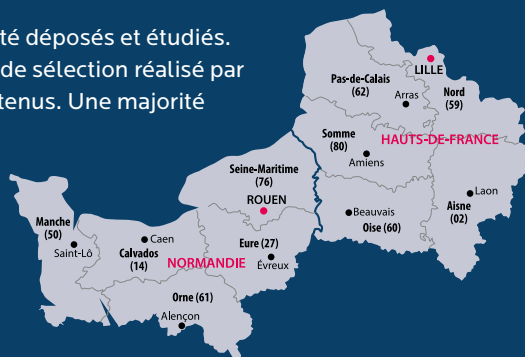 té déposés et étudiés.
de sélection réalisé par
tenus. Une majorité
LILLE
Pas-de-Calais
(62)
Nord
(59)
Arras
Somme
(80)
HAUTS-DE-FRANCE
Amiens
Seine-Maritime
(76)
ROUEN
Laon
Aisne
(02)
Beauvais
Oise (60)
Manche
(50)
Saint-Lô
Caen
Calvados
(14)
NORMANDIE
Eure (27)
Évreux
Orne (61)
Alençon